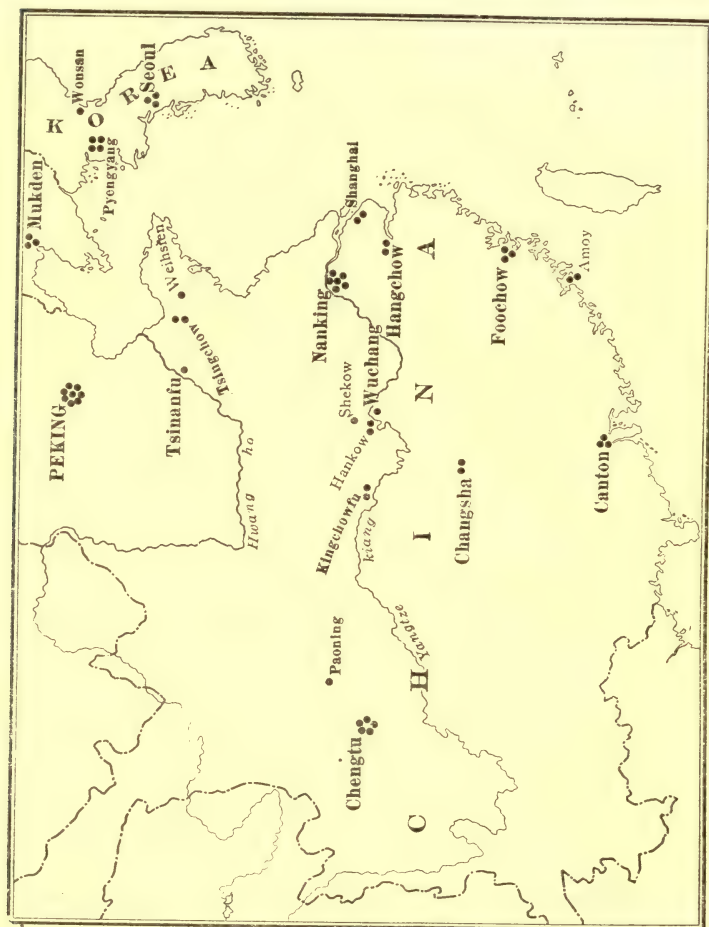 KOREA
Wonsan
Seoul
Pyengyang
Mukden
PEKING
Weihsien
Tsingchow
Tsinanfu
Hwang ho
Shanghai
Nanking
Hangchow
Shekow
Wuchang
Hankow
Kingchowfu
Yangtze kiang
CHINA
Foochow
Amoy
Changsha
Canton
Paoning
Chengtu